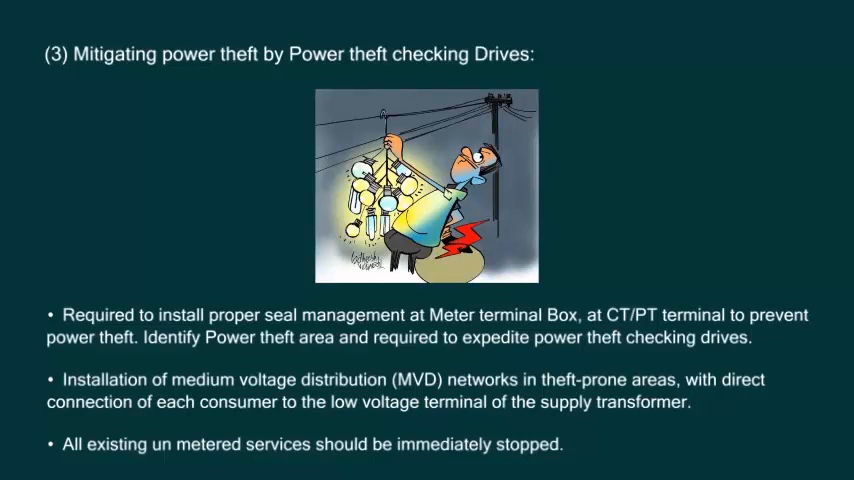 (3) Mitigating power theft by Power theft checking Drives:
• Required to install proper seal management at Meter terminal Box, at CT/PT terminal to prevent
power theft. Identify Power theft area and required to expedite power theft checking drives.
• Installation of medium voltage distribution (MVD) networks in theft-prone areas, with direct
connection of each consumer to the low voltage terminal of the supply transformer.
• All existing un metered services should be immediately stopped.